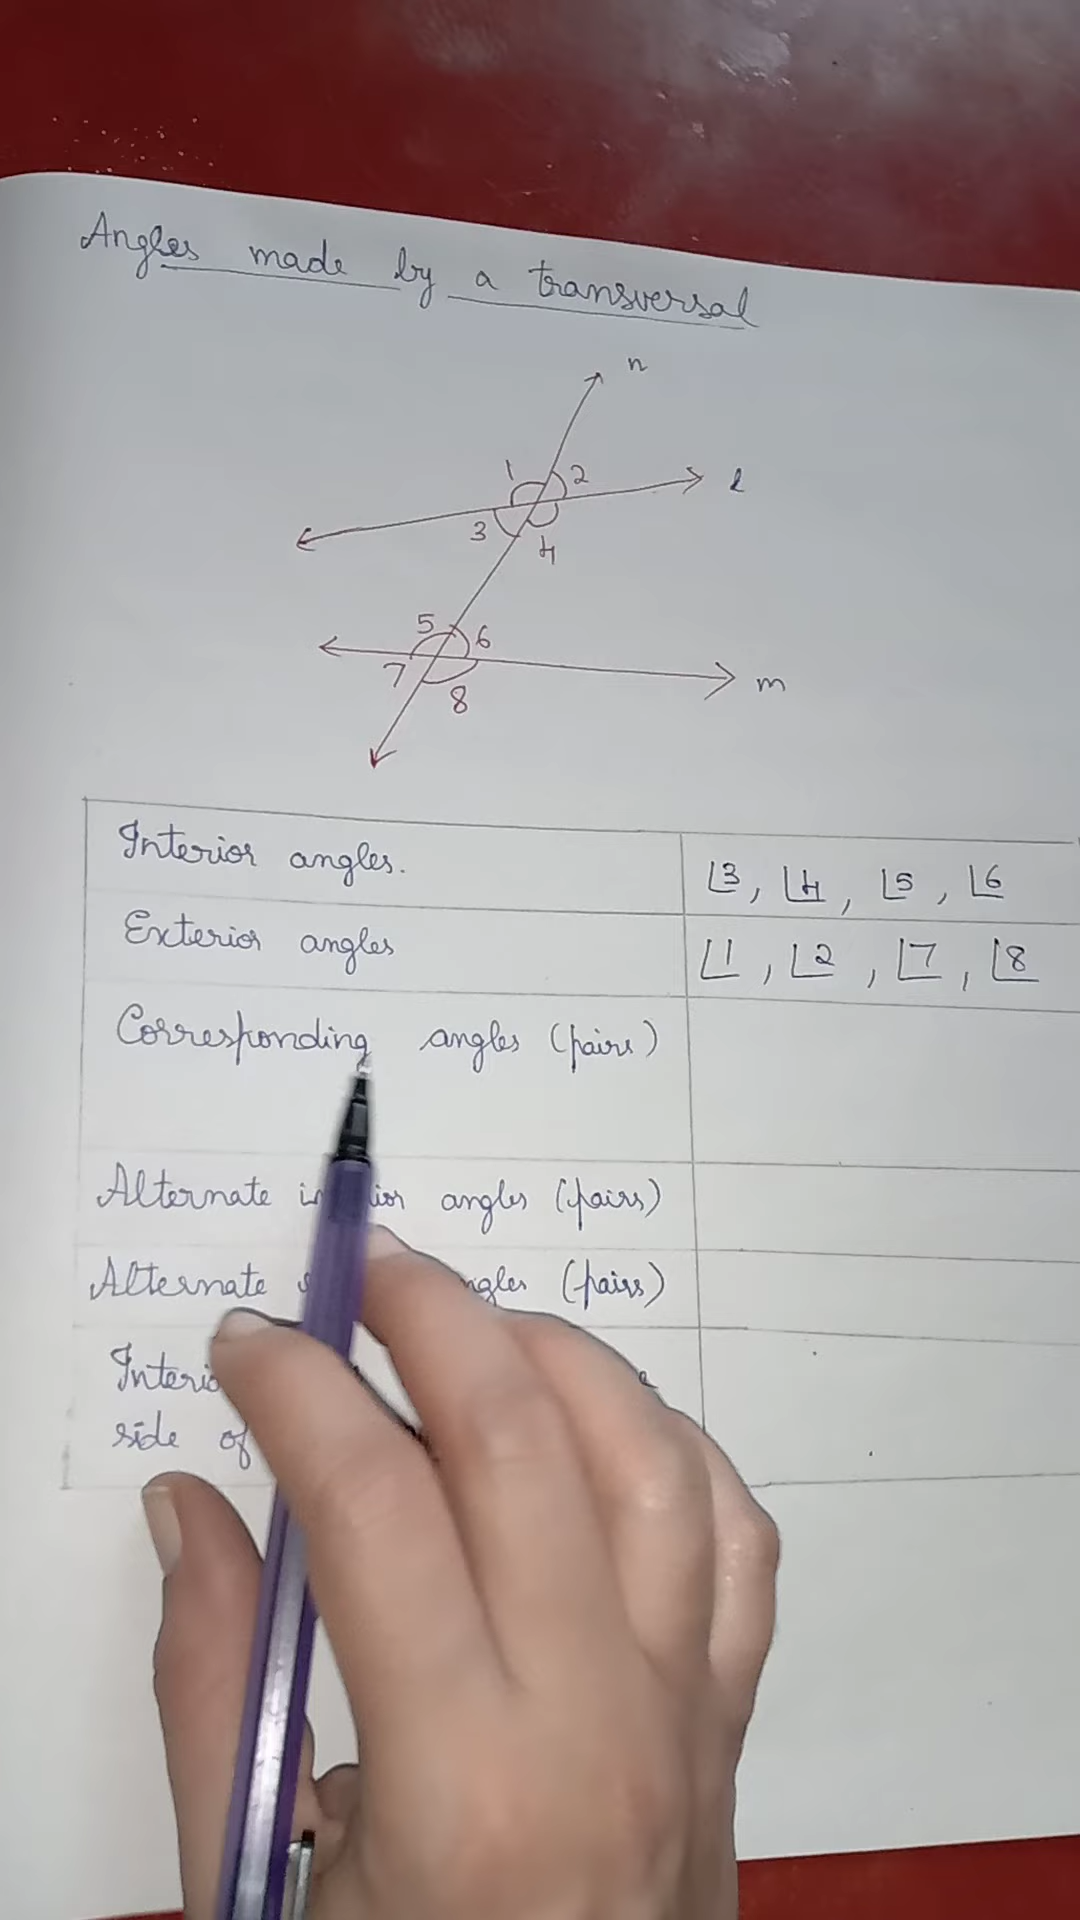 Angles made by a transversal
n
1 2 l
3 4
5 6
7 8 m
Interior angles. ∠3, ∠4, ∠5, ∠6
Exterior angles ∠1, ∠2, ∠7, ∠8
Corresponding angles (pairs)
Alternate angles (pairs)
Alternate (pairs)
side of